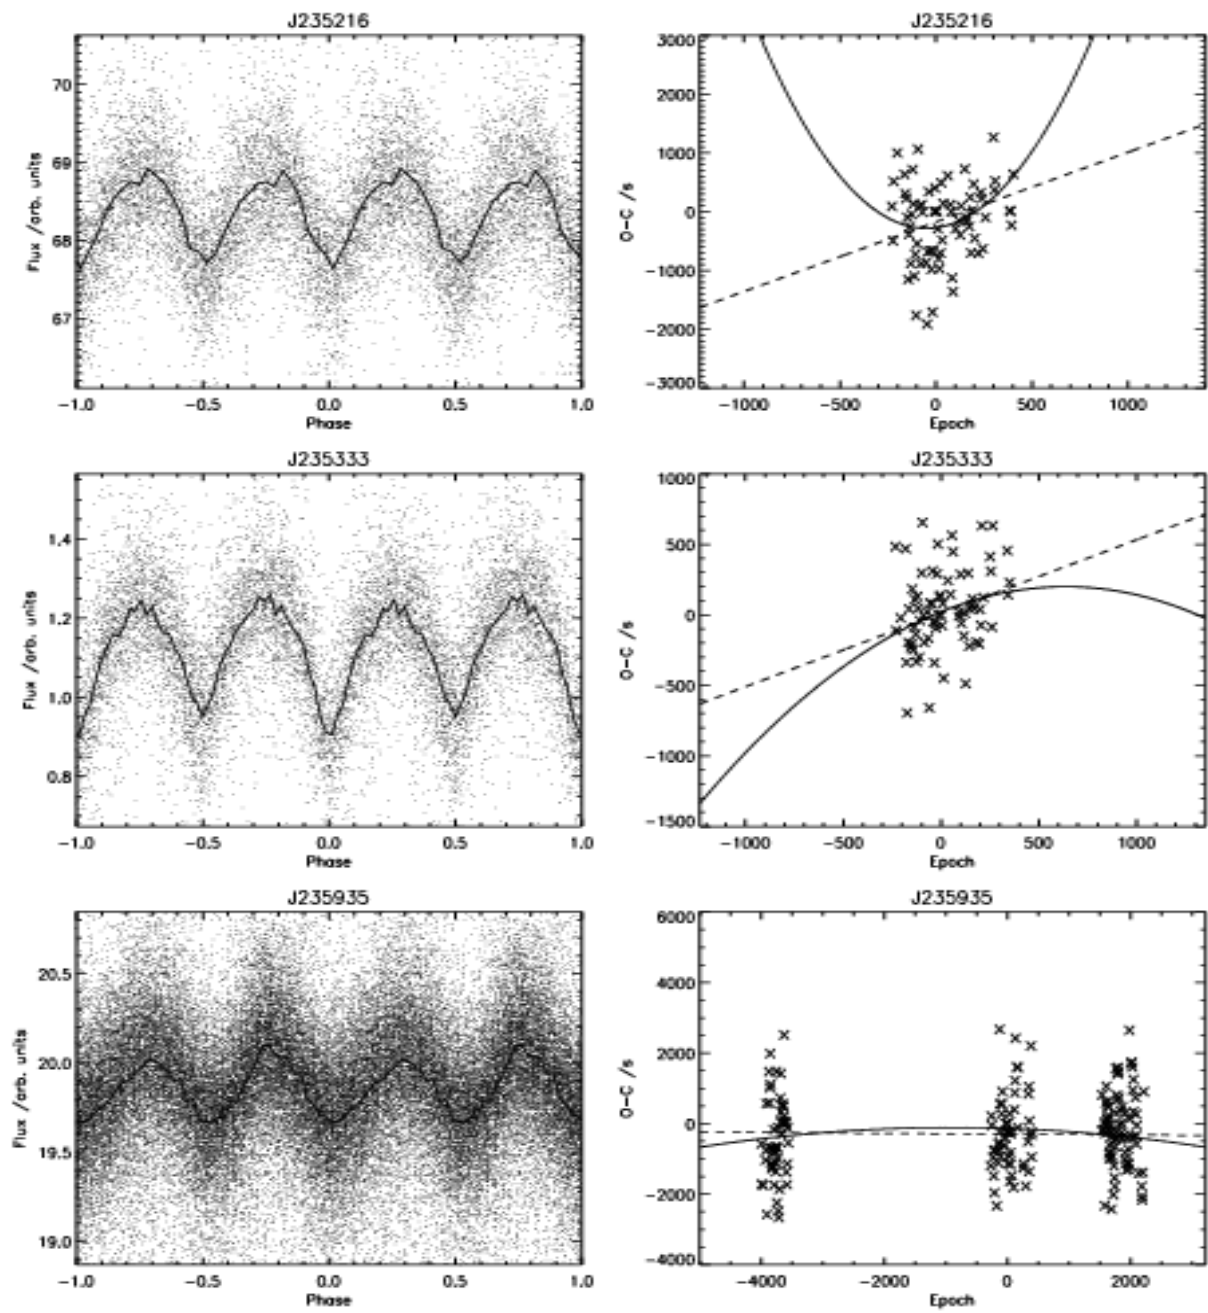 J235216
J235216
70
69
68
67
Flux /arb. units
-1.0 -0.5 0.0 0.5 1.0
Phase
3000
2000
1000
0
-1000
-2000
-3000
O-C /s
-1000 -500 0 500 1000
Epoch
J235333
J235333
1.4
1.2
1.0
0.8
Flux /arb. units
-1.0 -0.5 0.0 0.5 1.0
Phase
1000
500
0
-500
-1000
-1500
O-C /s
-1000 -500 0 500 1000
Epoch
J235935
J235935
20.5
20.0
19.5
19.0
Flux /arb. units
-1.0 -0.5 0.0 0.5 1.0
Phase
6000
4000
2000
0
-2000
-4000
O-C /s
-4000 -2000 0 2000
Epoch